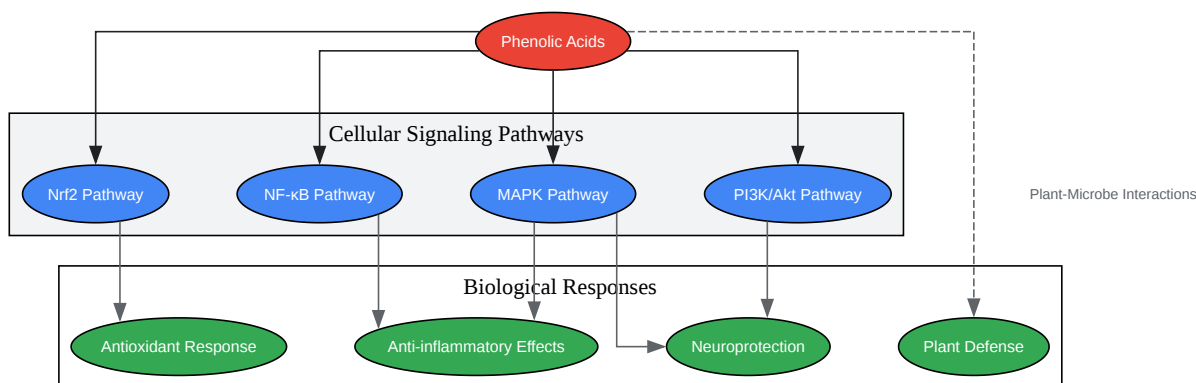 Phenolic Acids
Cellular Signaling Pathways
Nrf2 Pathway
NF-κB Pathway
MAPK Pathway
PI3K/Akt Pathway
Plant-Microbe Interactions
Biological Responses
Antioxidant Response
Anti-inflammatory Effects
Neuroprotection
Plant Defense